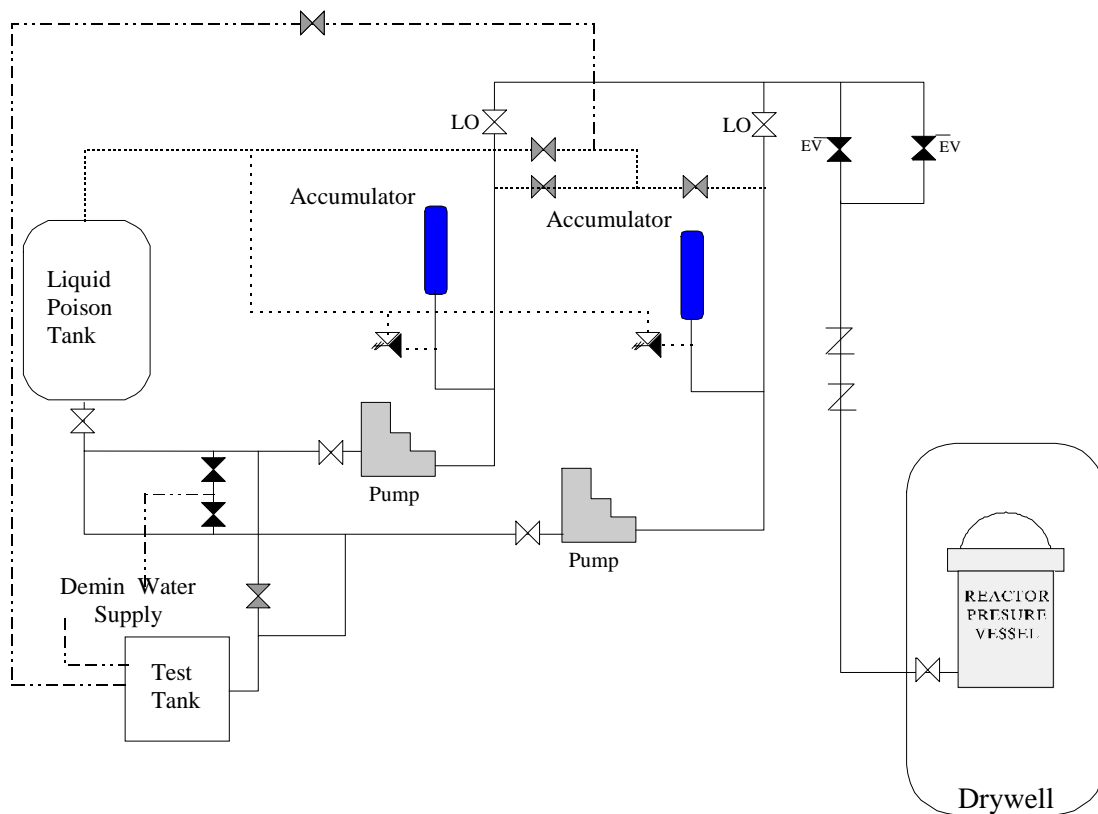 LO
LO
EV
EV
Accumulator
Accumulator
Liquid
Poison
Tank
Pump
Pump
Demin Water
Supply
Test
Tank
REACTOR
PRESURE
VESSEL
Drywell